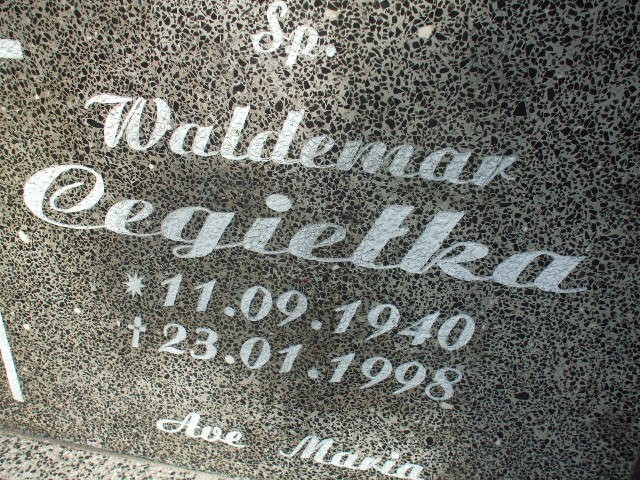 Sp.
Waldemar
Cegiełka
* 11.09.1940
✝ 23.01.1998
Ave Maria